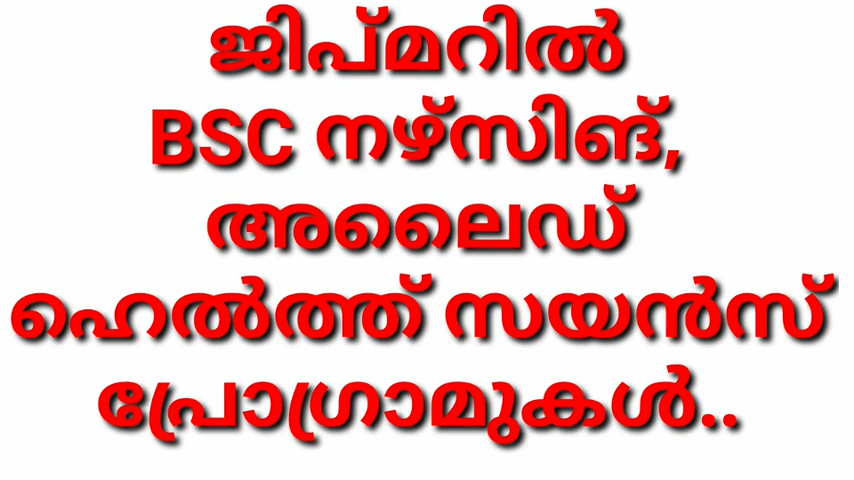 ജിപ്മറിൽ
BSC നഴ്സിങ്,
അലൈഡ്
ഹെൽത്ത് സയൻസ്
പ്രോഗ്രാമുകൾ..